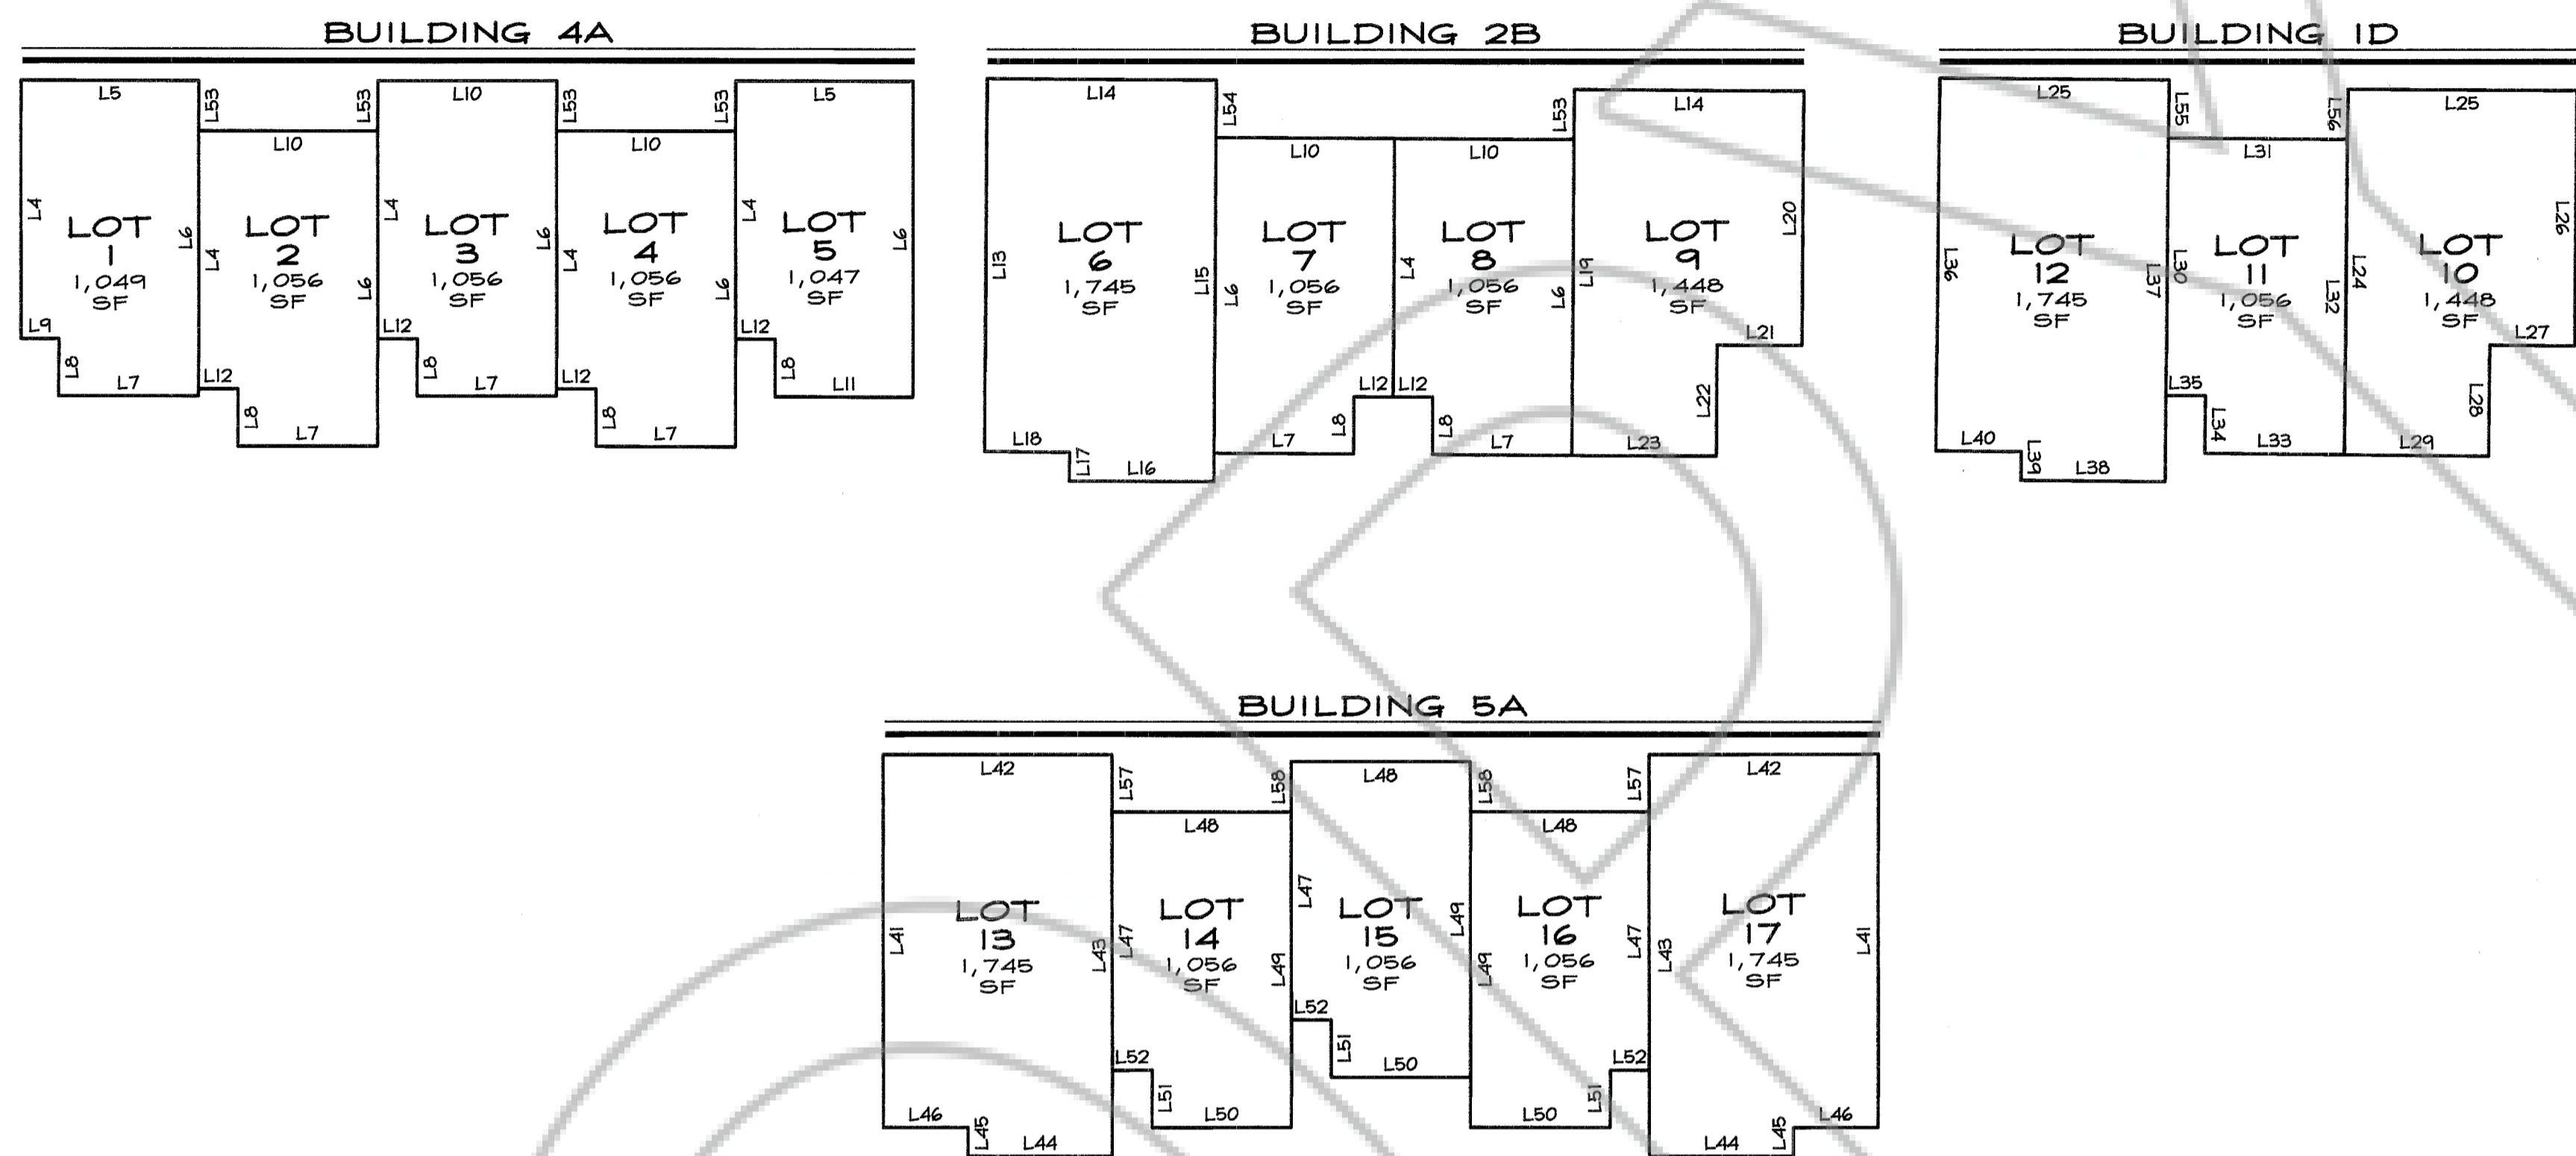 BUILDING 4A
L5
L53
L53
L10
L53
L53
L5
L10
L10
L4
LOT
1
1,049
SF
L6
L4
LOT
2
1,056
SF
L6
L4
LOT
3
1,056
SF
L6
L4
LOT
4
1,056
SF
L6
L4
LOT
5
1,047
SF
L6
L9
L8
L7
L12
L8
L7
L12
L8
L7
L12
L8
L7
L12
L8
L11
BUILDING 2B
L14
L54
L53
L14
L10
L10
L13
LOT
6
1,745
SF
L15
L6
LOT
7
1,056
SF
L4
LOT
8
1,056
SF
L6
L19
LOT
9
1,448
SF
L20
L21
L18
L17
L16
L7
L8
L12
L12
L8
L7
L23
L22
BUILDING 1D
L25
L55
L56
L25
L31
L36
LOT
12
1,745
SF
L37
L30
LOT
11
1,056
SF
L32
L24
LOT
10
1,448
SF
L26
L27
L40
L39
L38
L35
L34
L33
L29
L28
BUILDING 5A
L42
L57
L58
L48
L58
L57
L42
L48
L48
L41
LOT
13
1,745
SF
L43
L47
LOT
14
1,056
SF
L49
L47
LOT
15
1,056
SF
L49
L49
LOT
16
1,056
SF
L47
L43
LOT
17
1,745
SF
L41
L46
L45
L44
L52
L51
L50
L52
L51
L50
L50
L51
L52
L44
L45
L46